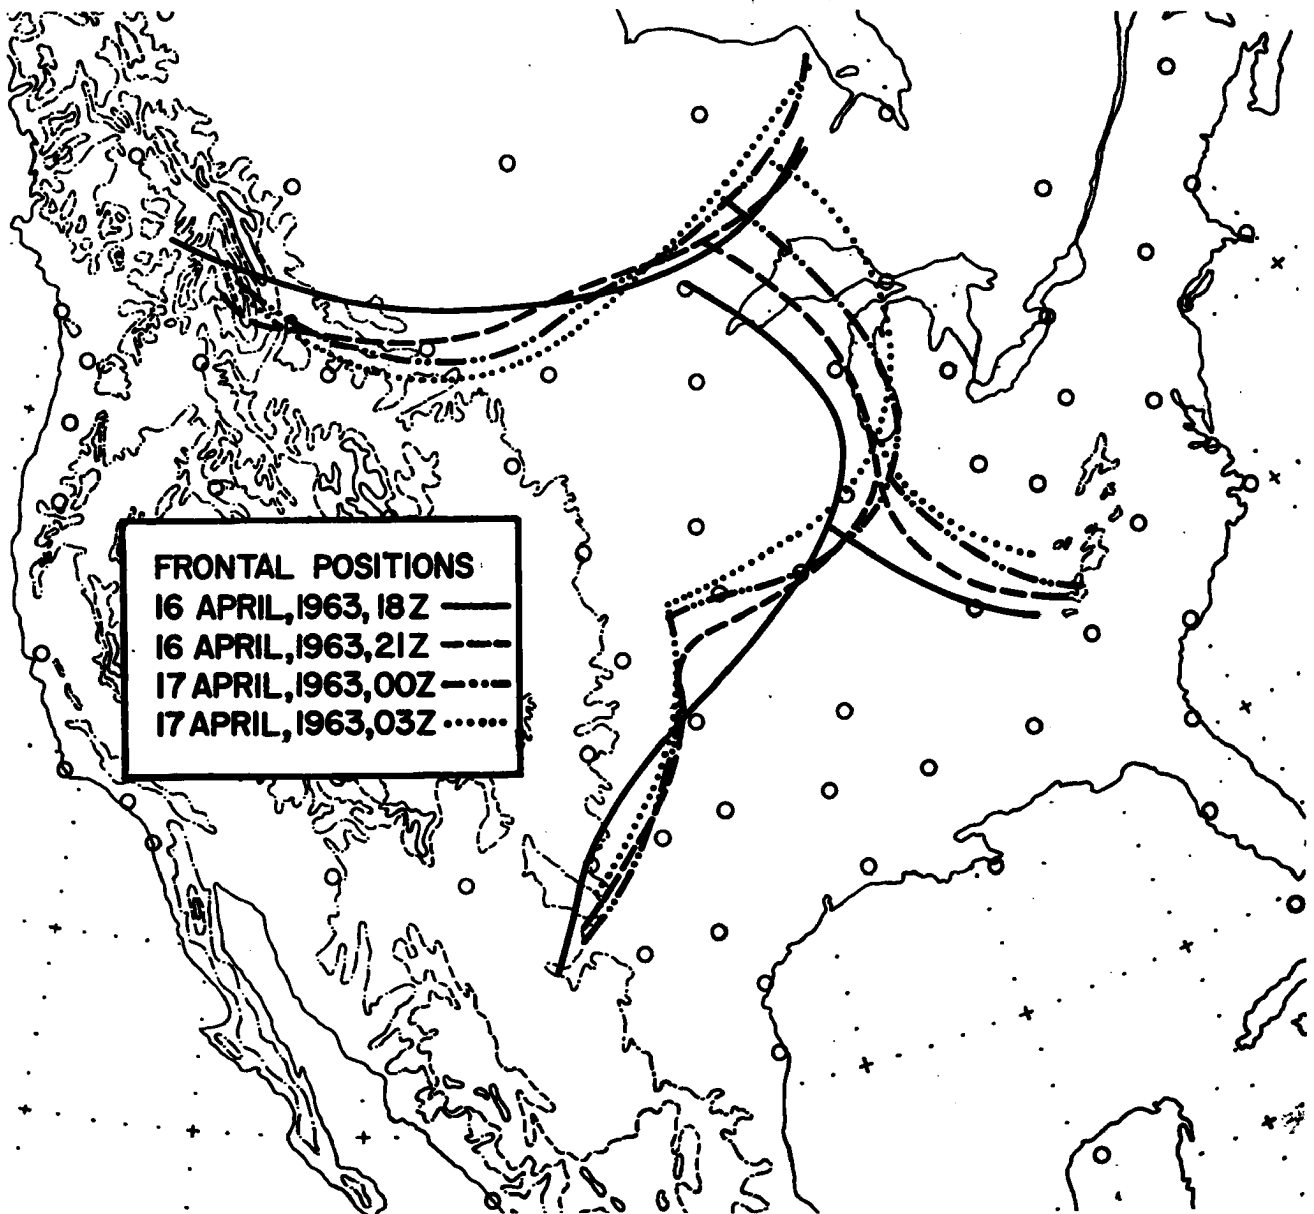 FRONTAL POSITIONS
16 APRIL, 1963, 18Z
16 APRIL, 1963, 21Z
17 APRIL, 1963, 00Z
17 APRIL, 1963, 03Z